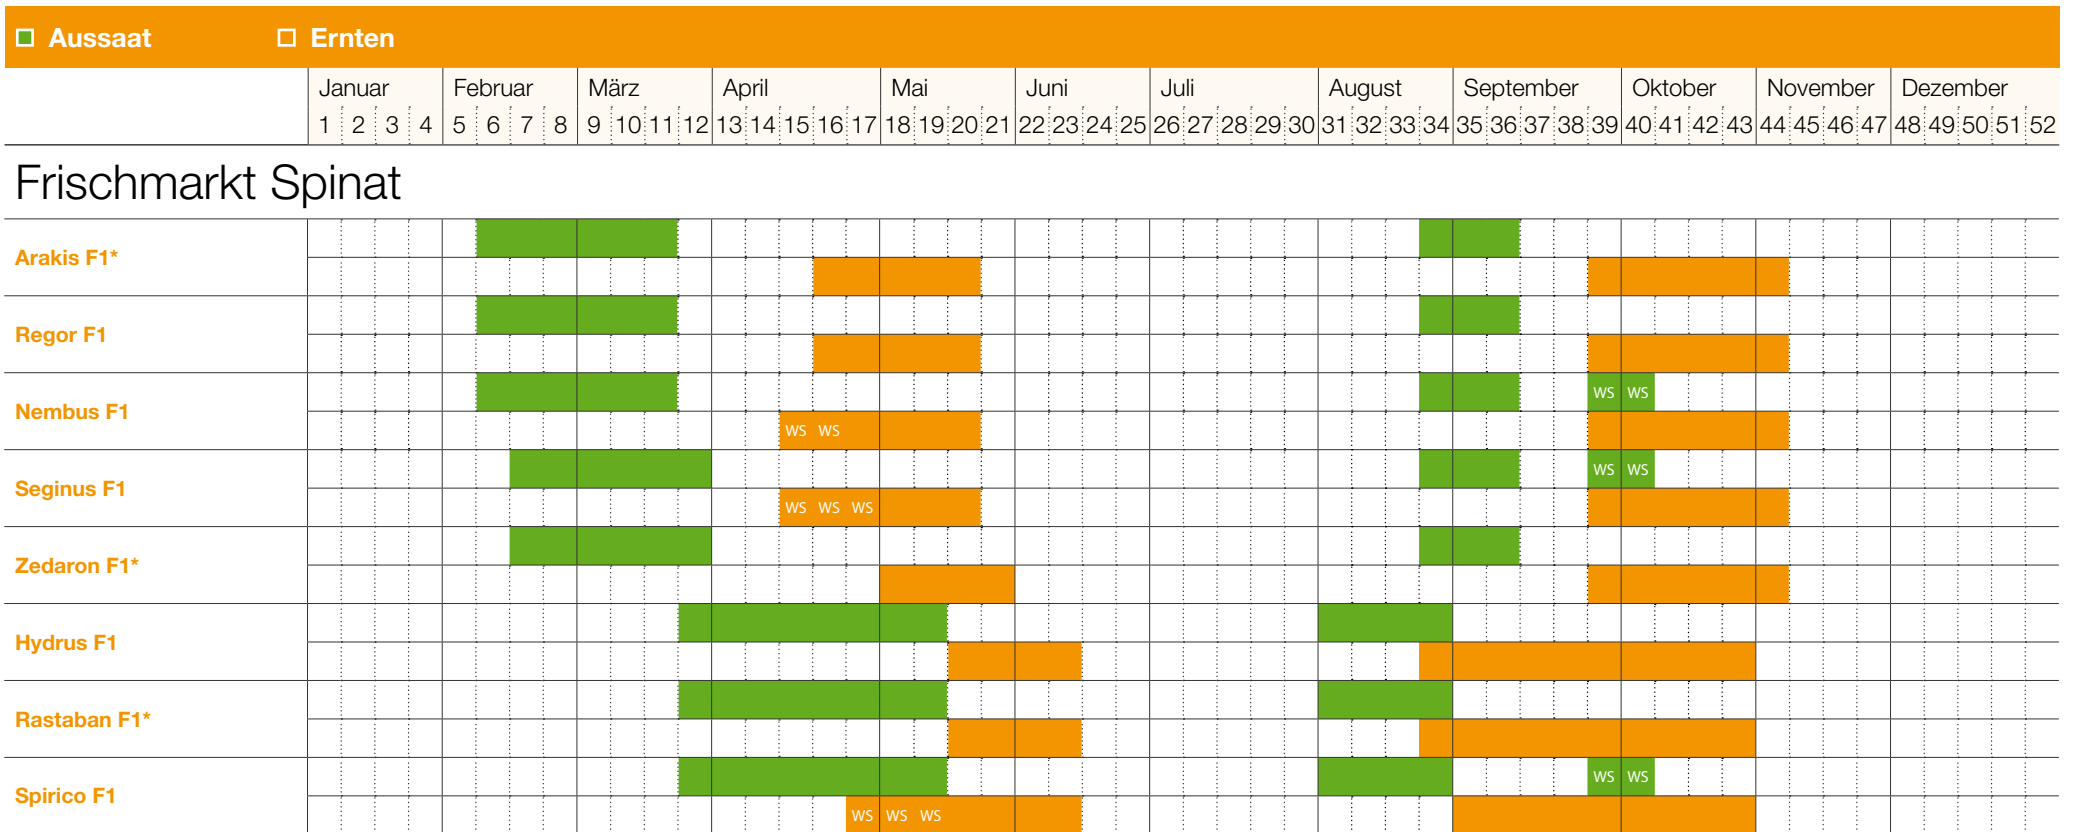 Aussaat Ernten
Januar Februar März April Mai Juni Juli August September Oktober November Dezember
1 2 3 4 5 6 7 8 9 10 11 12 13 14 15 16 17 18 19 20 21 22 23 24 25 26 27 28 29 30 31 32 33 34 35 36 37 38 39 40 41 42 43 44 45 46 47 48 49 50 51 52
Frischmarkt Spinat
Arakis F1*
Regor F1
Nembus F1
WS WS
WS WS
Seginus F1
WS WS
WS WS WS
Zedaron F1*
Hydrus F1
Rastaban F1*
Spirico F1
WS WS
WS WS WS